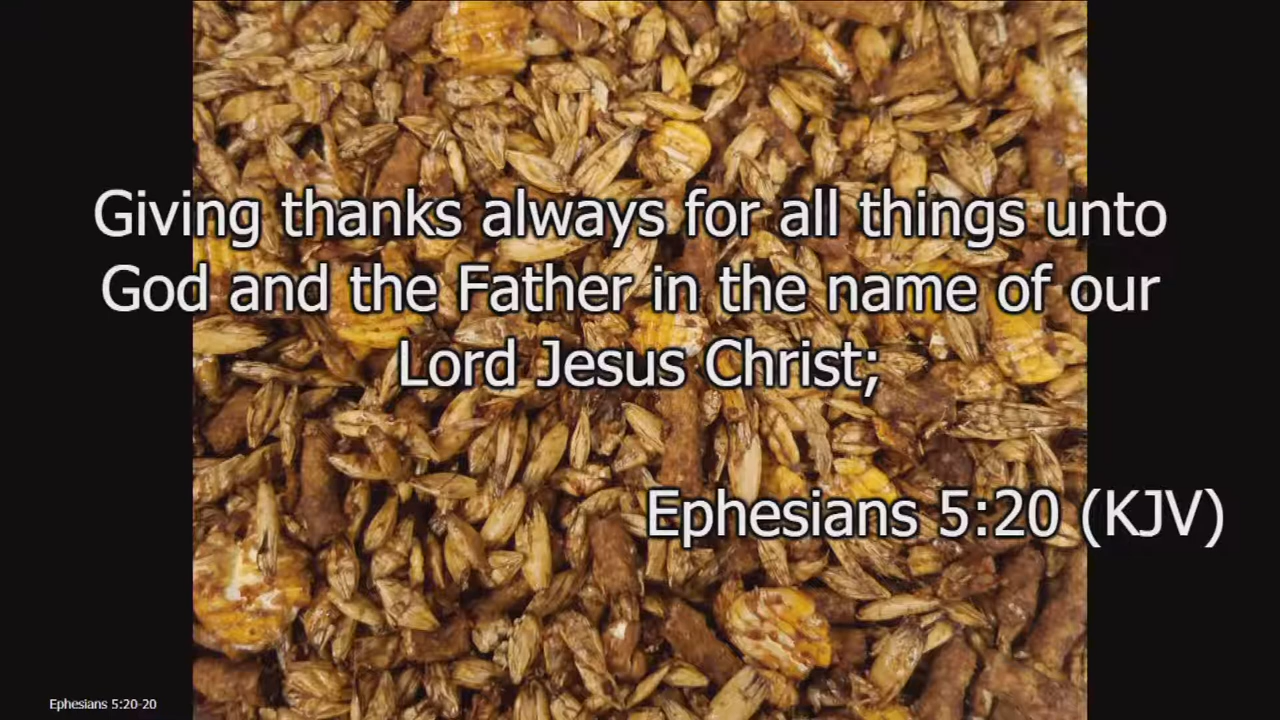 Giving thanks always for all things unto
God and the Father in the name of our
Lord Jesus Christ;
Ephesians 5:20 (KJV)
Ephesians 5:20-20